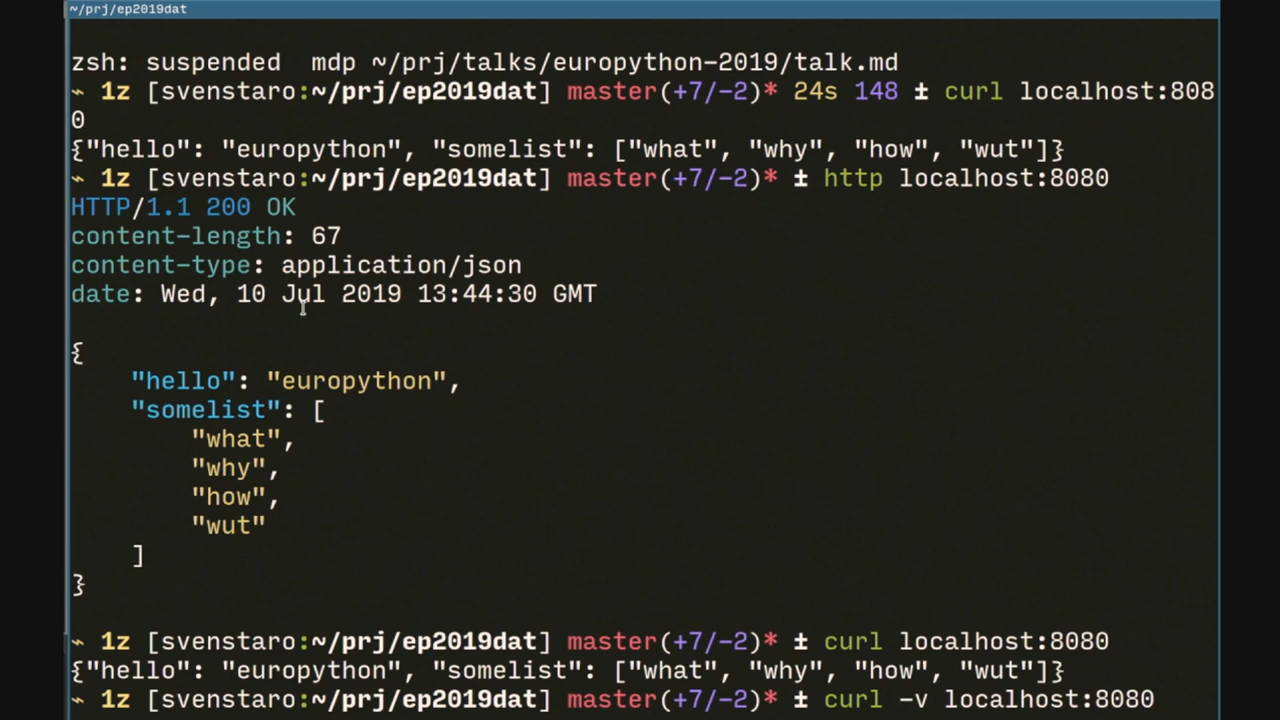 ~/prj/ep2019dat
zsh: suspended  mdp ~/prj/talks/europython-2019/talk.md
~ 1z [svenstaro:~/prj/ep2019dat] master(+7/-2)* 24s 148 ± curl localhost:808
0
{"hello": "europython", "somelist": ["what", "why", "how", "wut"]}
~ 1z [svenstaro:~/prj/ep2019dat] master(+7/-2)* ± http localhost:8080
HTTP/1.1 200 OK
content-length: 67
content-type: application/json
date: Wed, 10 Jul 2019 13:44:30 GMT
{
    "hello": "europython",
    "somelist": [
        "what",
        "why",
        "how",
        "wut"
    ]
}
~ 1z [svenstaro:~/prj/ep2019dat] master(+7/-2)* ± curl localhost:8080
{"hello": "europython", "somelist": ["what", "why", "how", "wut"]}
~ 1z [svenstaro:~/prj/ep2019dat] master(+7/-2)* ± curl -v localhost:8080